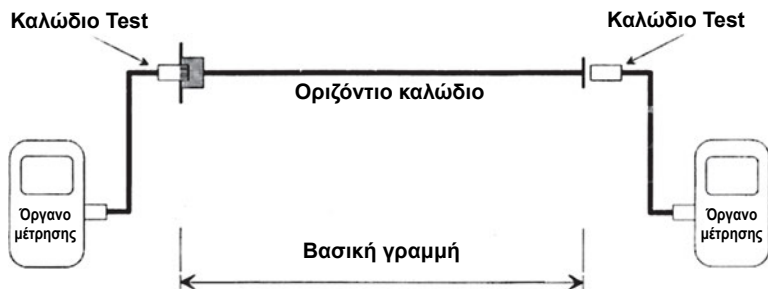 Καλώδιο Test
Καλώδιο Test
Οριζόντιο καλώδιο
Όργανο
μέτρησης
Όργανο
μέτρησης
Βασική γραμμή